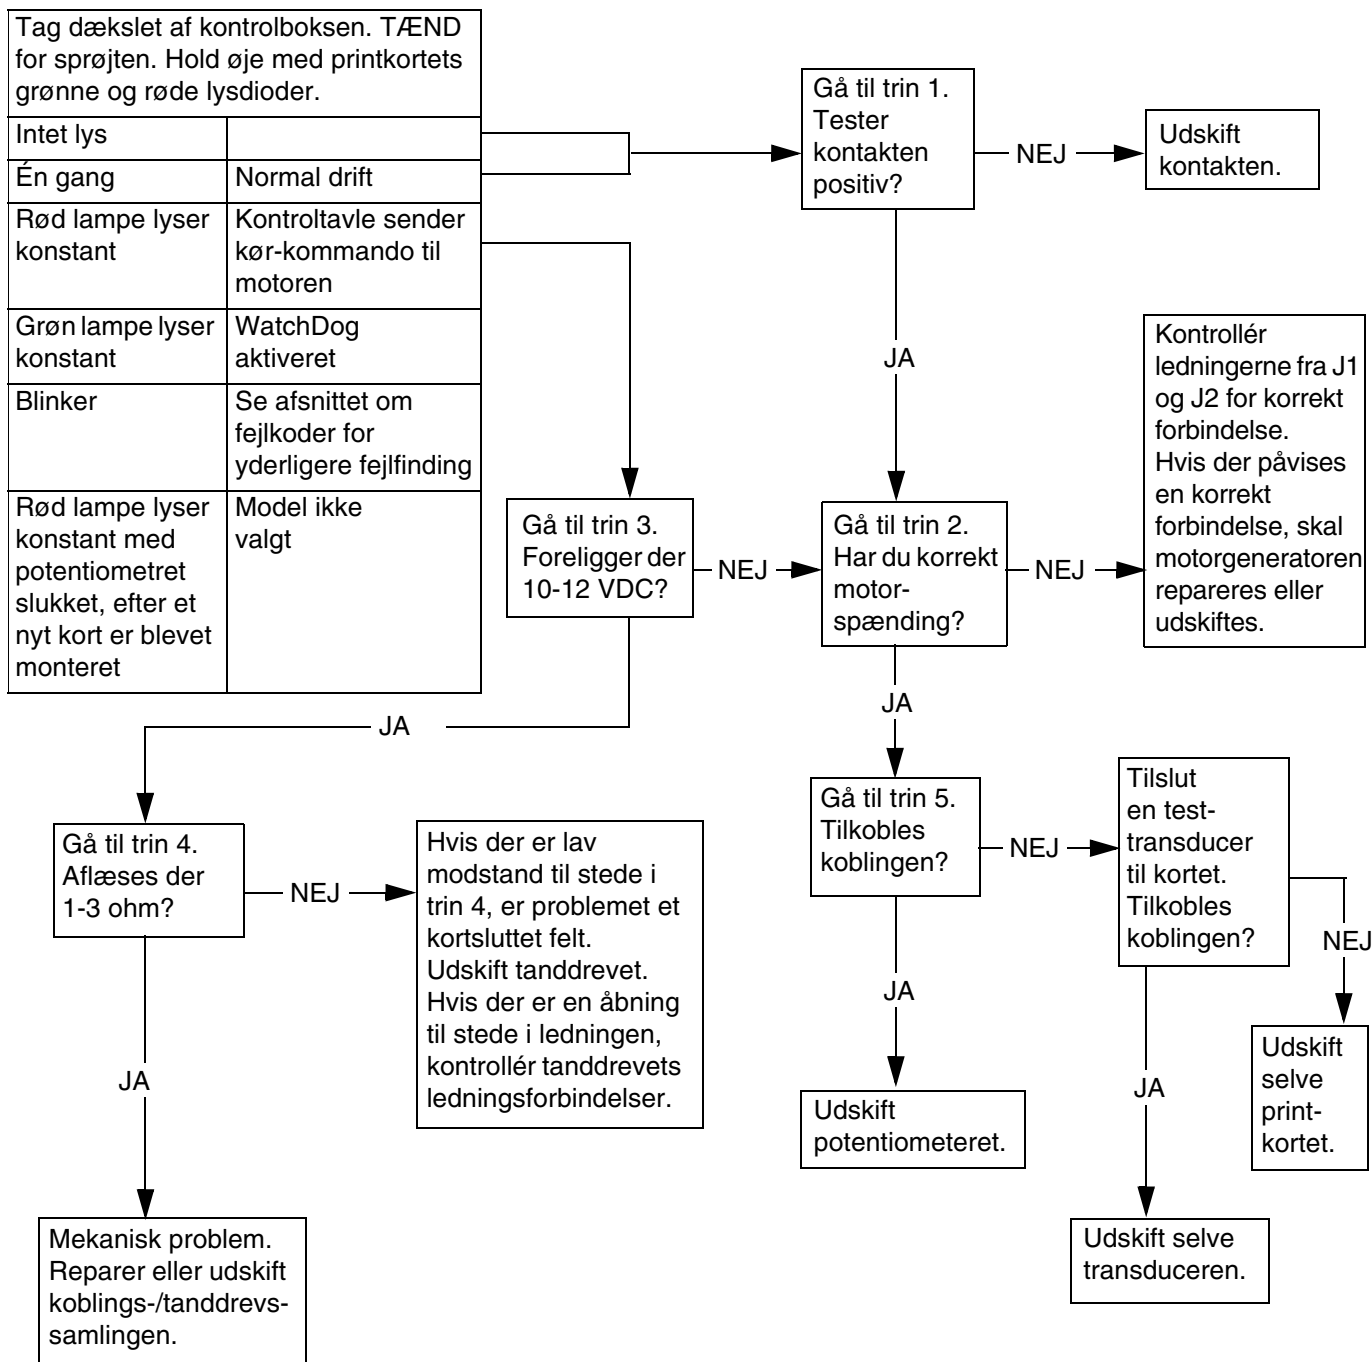 Tag dækslet af kontrolboksen. TÆND
for sprøjten. Hold øje med printkortets
grønne og røde lysdioder.
Intet lys
Én gang
Normal drift
Rød lampe lyser
konstant
Kontroltavle sender
kør-kommando til
motoren
Grøn lampe lyser
konstant
WatchDog
aktiveret
Blinker
Se afsnittet om
fejlkoder for
yderligere fejlfinding
Rød lampe lyser
konstant med
potentiometret
slukket, efter et
nyt kort er blevet
monteret
Model ikke
valgt
Gå til trin 1.
Tester
kontakten
positiv?
NEJ
Udskift
kontakten.
JA
Gå til trin 3.
Foreligger der
10-12 VDC?
NEJ
Gå til trin 2.
Har du korrekt
motor-
spænding?
NEJ
Kontrollér
ledningerne fra J1
og J2 for korrekt
forbindelse.
Hvis der påvises
en korrekt
forbindelse, skal
motorgeneratoren
repareres eller
udskiftes.
JA
JA
Gå til trin 4.
Aflæses der
1-3 ohm?
NEJ
Hvis der er lav
modstand til stede i
trin 4, er problemet et
kortsluttet felt.
Udskift tanddrevet.
Hvis der er en åbning
til stede i ledningen,
kontrollér tanddrevets
ledningsforbindelser.
Gå til trin 5.
Tilkobles
koblingen?
NEJ
Tilslut
en test-
transducer
til kortet.
Tilkobles
koblingen?
NEJ
JA
JA
JA
Udskift
potentiometeret.
Udskift
selve
print-
kortet.
Mekanisk problem.
Reparer eller udskift
koblings-/tanddrevs-
samlingen.
Udskift selve
transduceren.